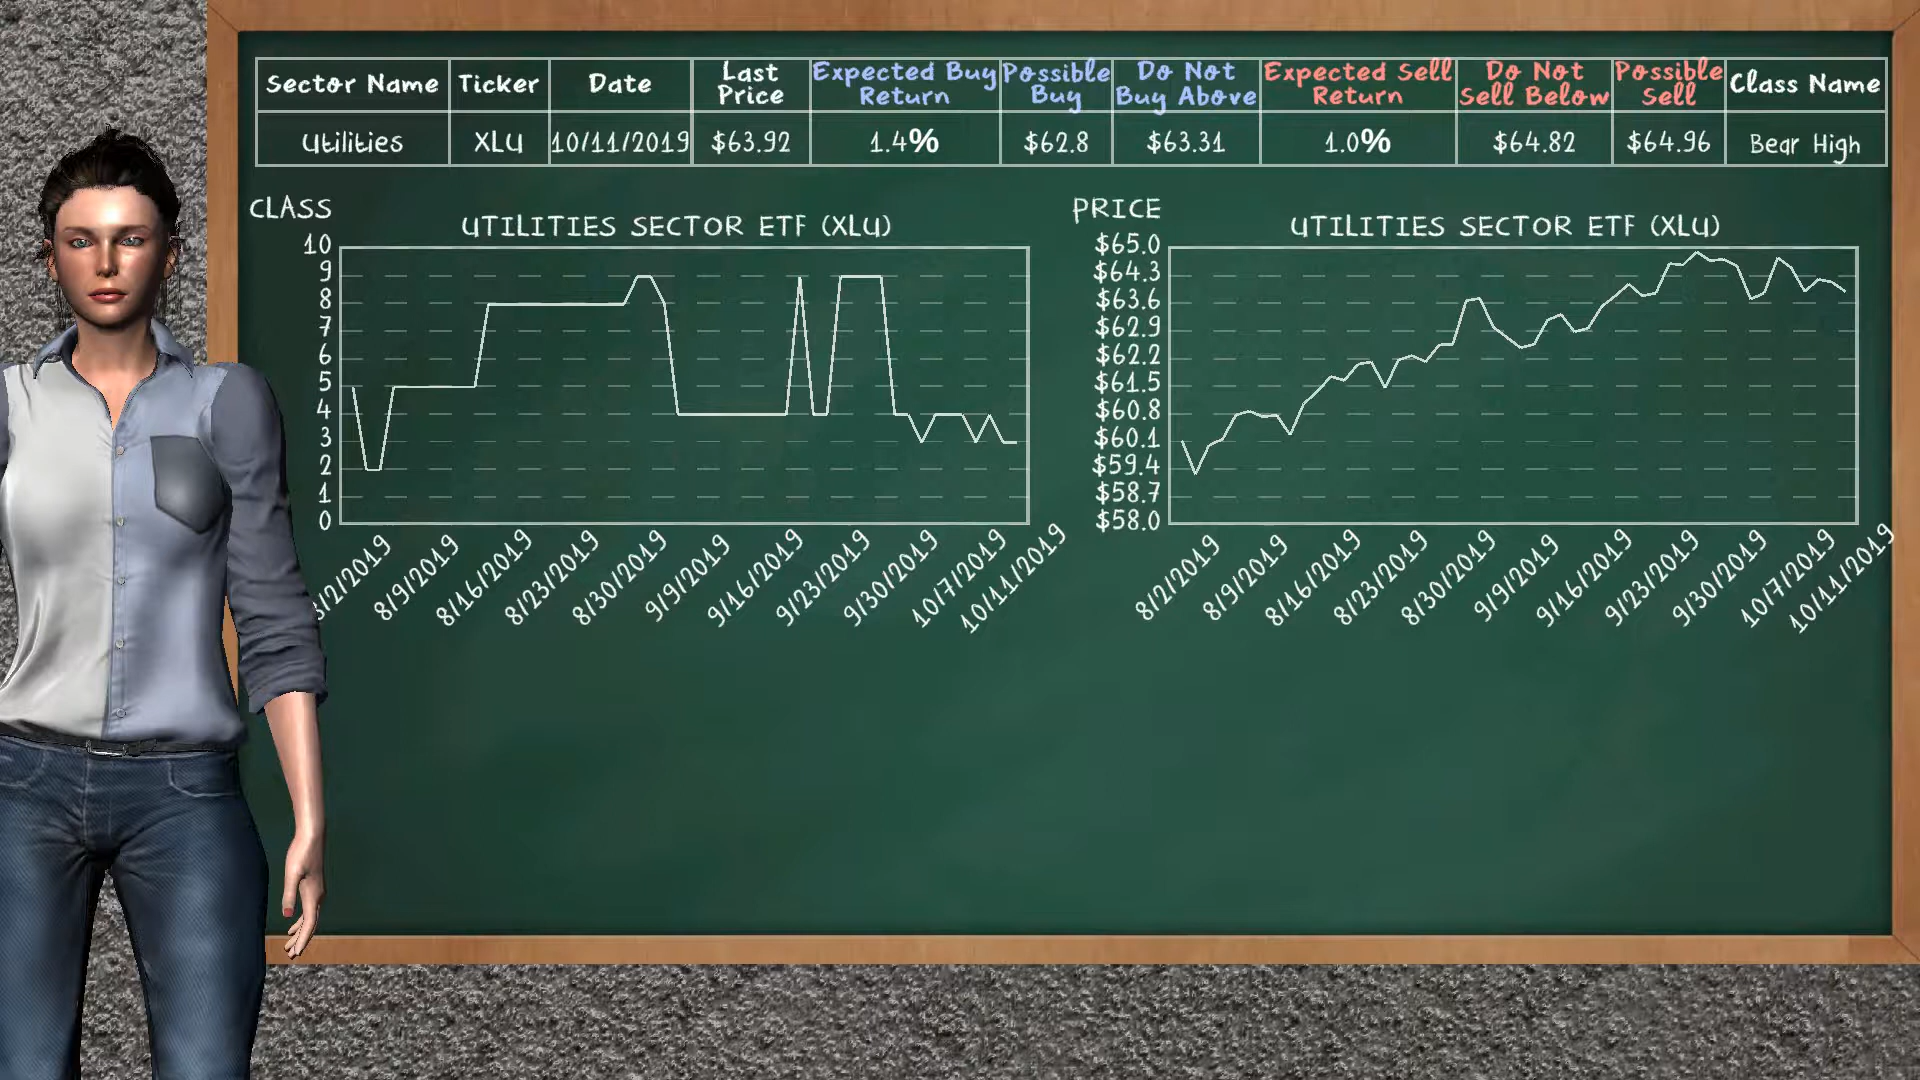 Sector Name Ticker Date Last Price Expected Buy Return Possible Buy Do Not Buy Above Expected Sell Return Do Not Sell Below Possible Sell Class Name
Utilities XLU 10/11/2019 $63.92 1.4% $62.8 $63.31 1.0% $64.82 $64.96 Bear High
CLASS
UTILITIES SECTOR ETF (XLU)
10
9
8
7
6
5
4
3
2
1
0
8/2/2019 8/9/2019 8/16/2019 8/23/2019 8/30/2019 9/9/2019 9/16/2019 9/23/2019 9/30/2019 10/7/2019 10/11/2019
PRICE
UTILITIES SECTOR ETF (XLU)
$65.0
$64.3
$63.6
$62.9
$62.2
$61.5
$60.8
$60.1
$59.4
$58.7
$58.0
8/2/2019 8/9/2019 8/16/2019 8/23/2019 8/30/2019 9/9/2019 9/16/2019 9/23/2019 9/30/2019 10/7/2019 10/11/2019